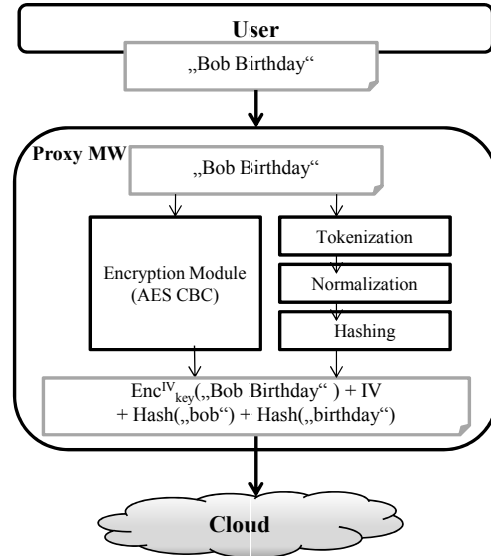 User
„Bob Birthday“
Proxy MW
„Bob Birthday“
Encryption Module
(AES CBC)
Tokenization
Normalization
Hashing
Enc^IV_key(„Bob Birthday“ ) + IV
+ Hash(„bob“) + Hash(„birthday“)
Cloud